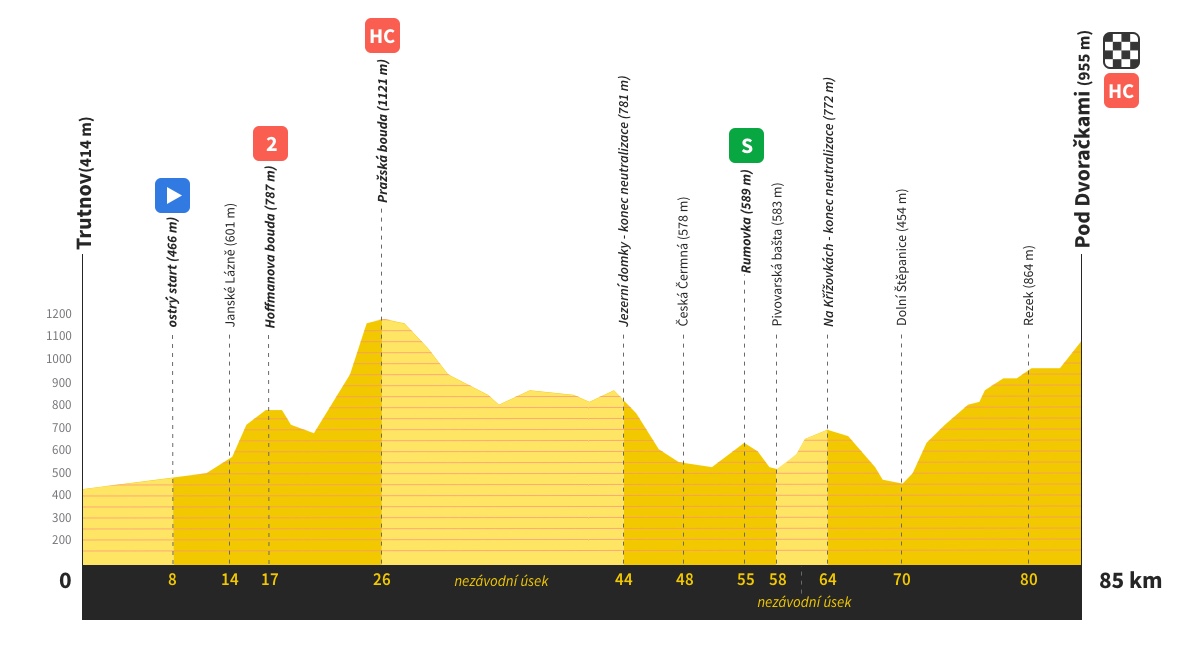 HC
Pražská bouda (1121 m)
2
Hoffmanova bouda (787 m)
Trutnov(414 m)
ostrý start (466 m)
Janské Lázně (601 m)
Jezerní domky - konec neutralizace (781 m)
Česká Čermná (578 m)
S
Rumovka (589 m)
Pivovarská bašta (583 m)
Na Křížovkách - konec neutralizace (772 m)
Dolní Štěpanice (454 m)
Rezek (864 m)
Pod Dvoračkami (955 m)
HC
1200
1100
1000
900
800
700
600
500
400
300
200
0 8 14 17 26 nezávodní úsek 44 48 55 58 64 70 80 85 km
nezávodní úsek